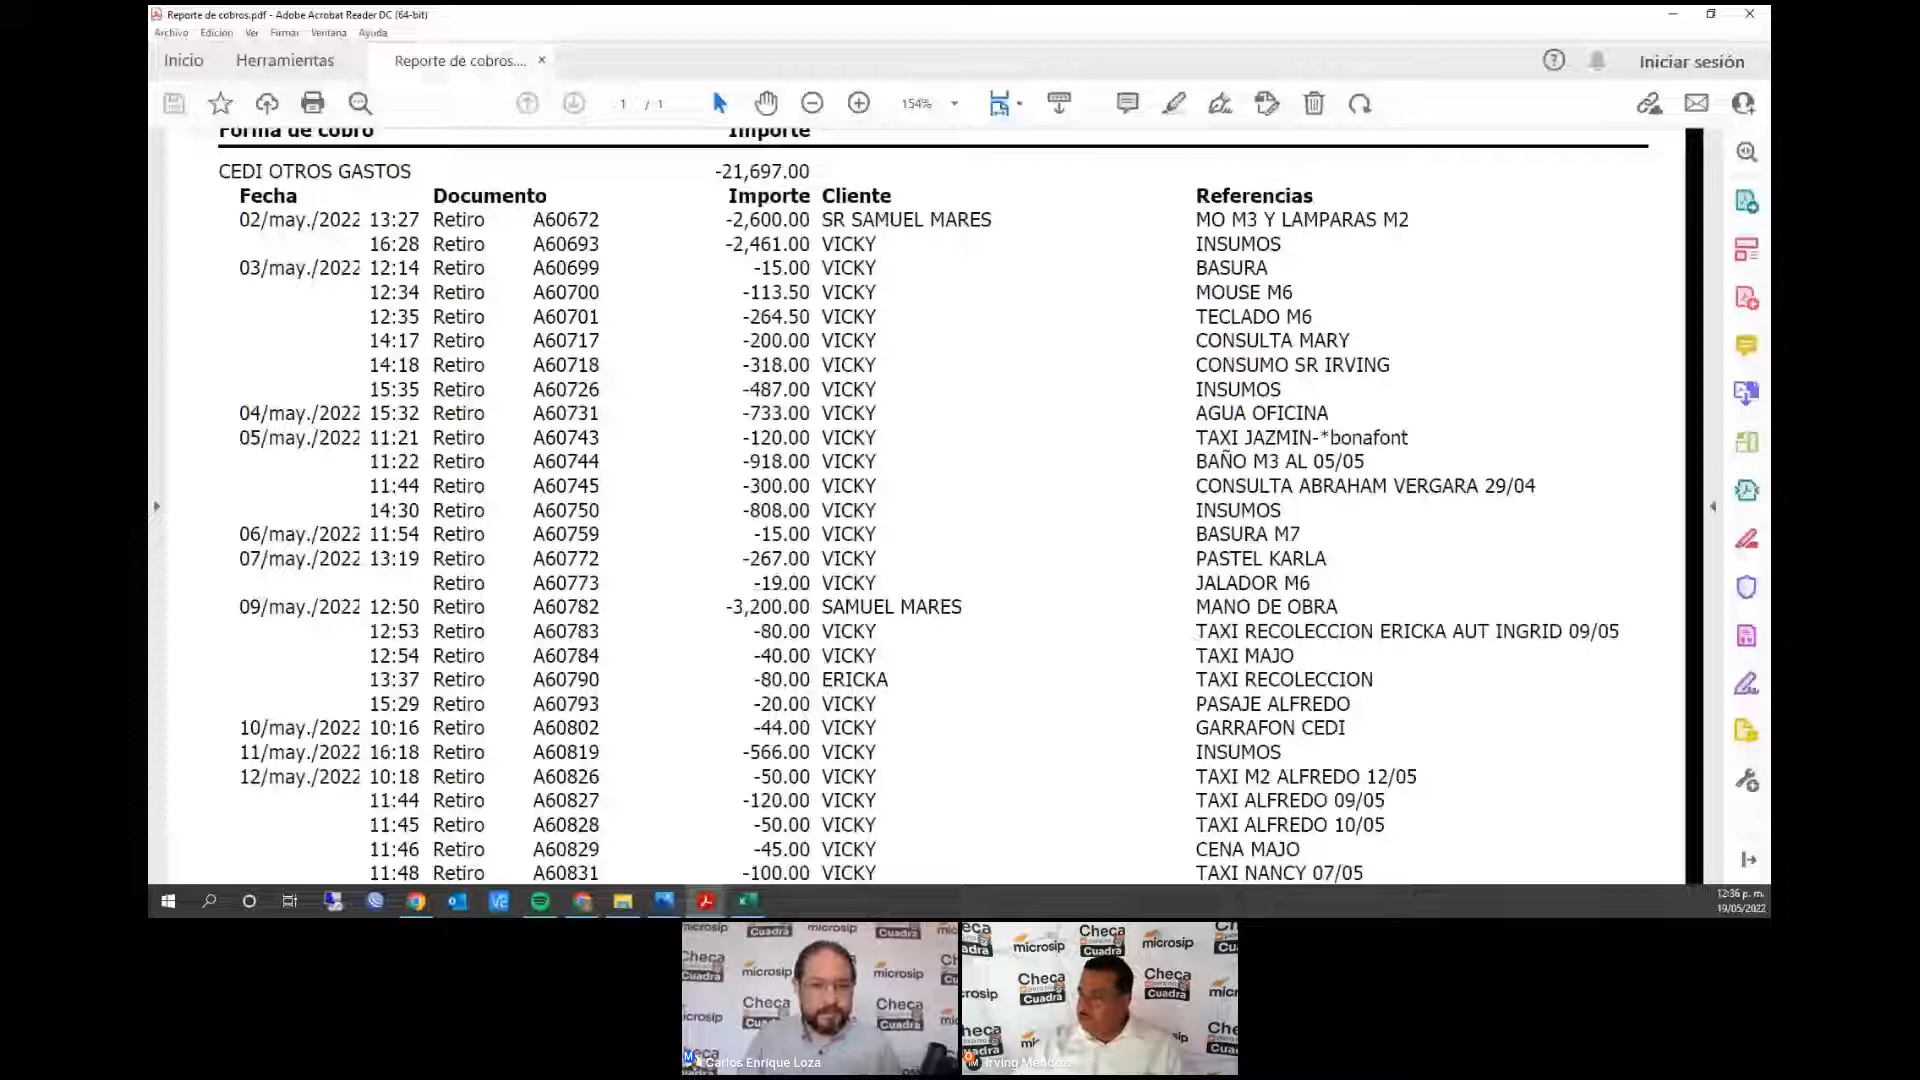 Reporte de cobros.pdf - Adobe Acrobat Reader DC (64-bit)
Archivo Edición Ver Firmar Ventana Ayuda
Inicio Herramientas Reporte de cobros.... × Iniciar sesión
1 / 1 154%
Forma de cobro Importe
CEDI OTROS GASTOS -21,697.00
Fecha Documento Importe Cliente Referencias
02/may./2022 13:27 Retiro A60672 -2,600.00 SR SAMUEL MARES MO M3 Y LAMPARAS M2
16:28 Retiro A60693 -2,461.00 VICKY INSUMOS
03/may./2022 12:14 Retiro A60699 -15.00 VICKY BASURA
12:34 Retiro A60700 -113.50 VICKY MOUSE M6
12:35 Retiro A60701 -264.50 VICKY TECLADO M6
14:17 Retiro A60717 -200.00 VICKY CONSULTA MARY
14:18 Retiro A60718 -318.00 VICKY CONSUMO SR IRVING
15:35 Retiro A60726 -487.00 VICKY INSUMOS
04/may./2022 15:32 Retiro A60731 -733.00 VICKY AGUA OFICINA
05/may./2022 11:21 Retiro A60743 -120.00 VICKY TAXI JAZMIN-*bonafont
11:22 Retiro A60744 -918.00 VICKY BAÑO M3 AL 05/05
11:44 Retiro A60745 -300.00 VICKY CONSULTA ABRAHAM VERGARA 29/04
14:30 Retiro A60750 -808.00 VICKY INSUMOS
06/may./2022 11:54 Retiro A60759 -15.00 VICKY BASURA M7
07/may./2022 13:19 Retiro A60772 -267.00 VICKY PASTEL KARLA
Retiro A60773 -19.00 VICKY JALADOR M6
09/may./2022 12:50 Retiro A60782 -3,200.00 SAMUEL MARES MANO DE OBRA
12:53 Retiro A60783 -80.00 VICKY TAXI RECOLECCION ERICKA AUT INGRID 09/05
12:54 Retiro A60784 -40.00 VICKY TAXI MAJO
13:37 Retiro A60790 -80.00 ERICKA TAXI RECOLECCION
15:29 Retiro A60793 -20.00 VICKY PASAJE ALFREDO
10/may./2022 10:16 Retiro A60802 -44.00 VICKY GARRAFON CEDI
11/may./2022 16:18 Retiro A60819 -566.00 VICKY INSUMOS
12/may./2022 10:18 Retiro A60826 -50.00 VICKY TAXI M2 ALFREDO 12/05
11:44 Retiro A60827 -120.00 VICKY TAXI ALFREDO 09/05
11:45 Retiro A60828 -50.00 VICKY TAXI ALFREDO 10/05
11:46 Retiro A60829 -45.00 VICKY CENA MAJO
11:48 Retiro A60831 -100.00 VICKY TAXI NANCY 07/05
12:36 p. m.
19/05/2022
microsip Checa Cuadra
Carlos Enrique Loza
microsip Checa Cuadra
Irving